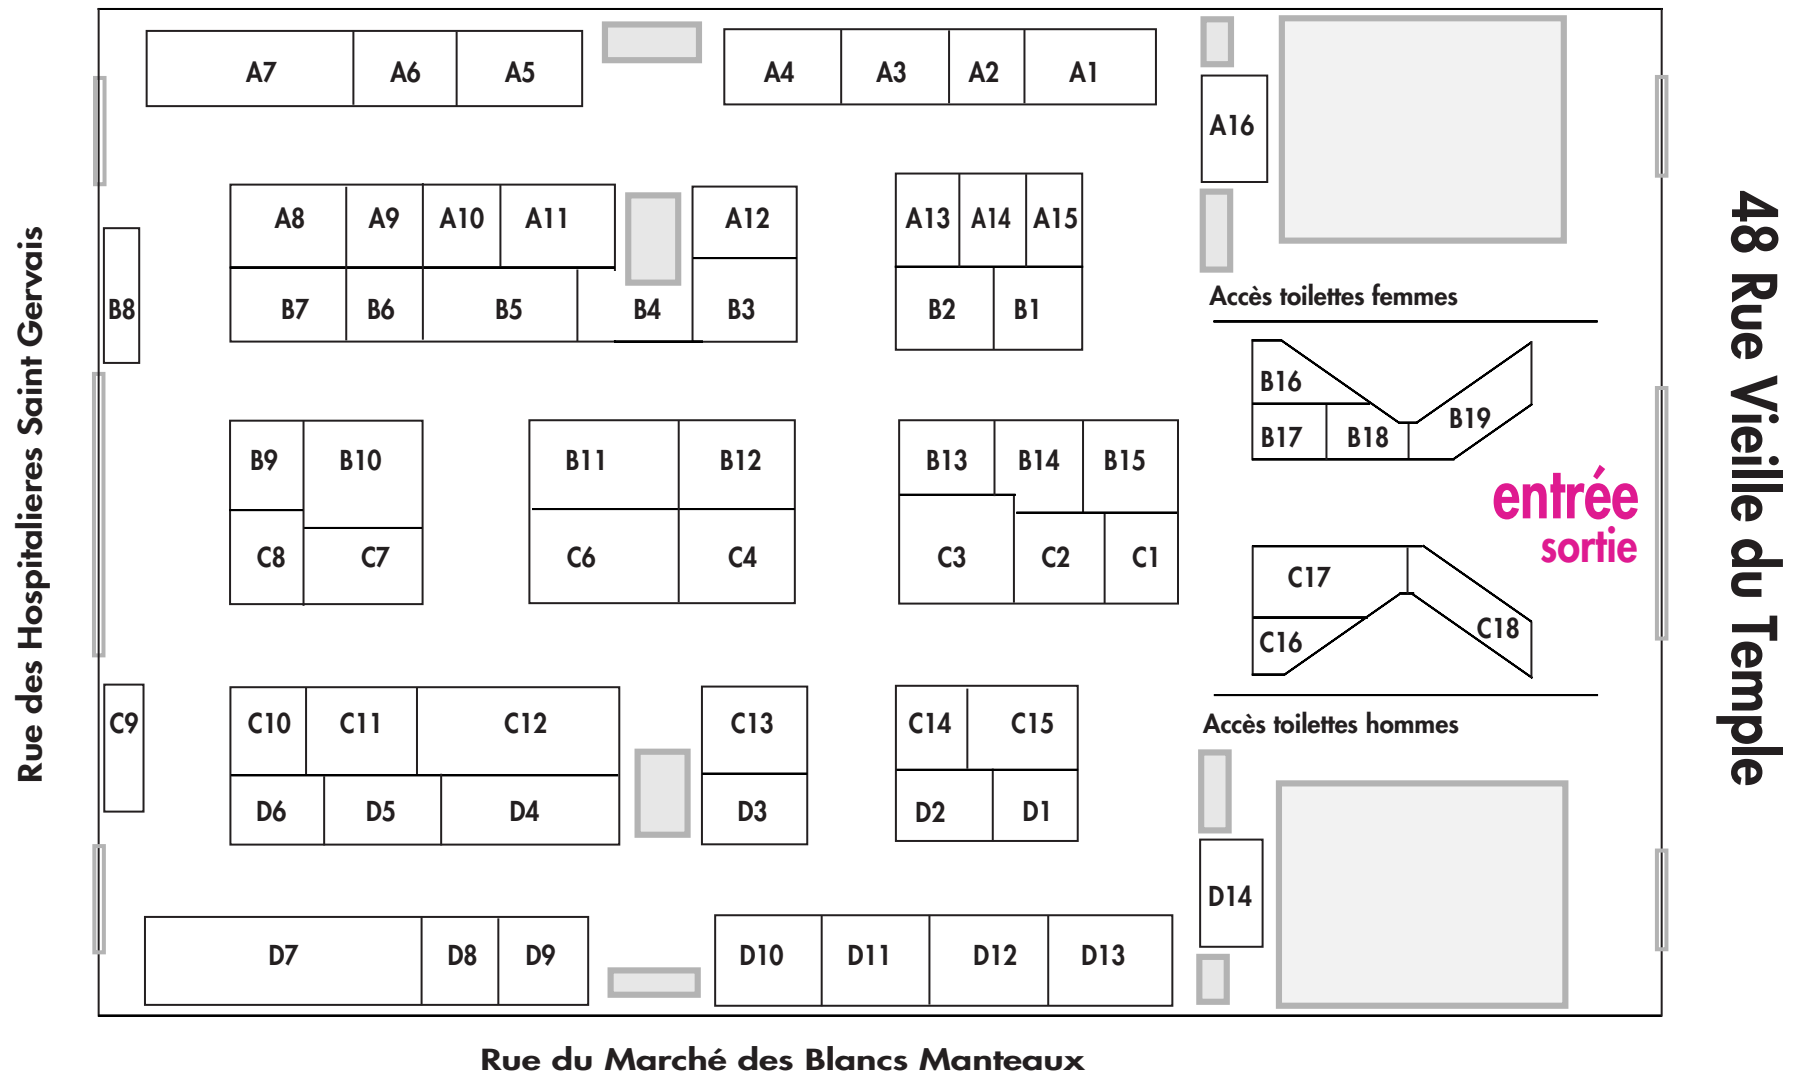 A7 A6 A5 A4 A3 A2 A1
A16
A8 A9 A10 A11 A12 A13 A14 A15
B8 B7 B6 B5 B4 B3 B2 B1
Accès toilettes femmes
B16
B17 B18 B19
B9 B10 B11 B12 B13 B14 B15
entrée
sortie
C8 C7 C6 C4 C3 C2 C1
C17
C16 C18
C9 C10 C11 C12 C13 C14 C15
Accès toilettes hommes
D6 D5 D4 D3 D2 D1
D14
D7 D8 D9 D10 D11 D12 D13
Rue des Hospitalieres Saint Gervais
48 Rue Vieille du Temple
Rue du Marché des Blancs Manteaux